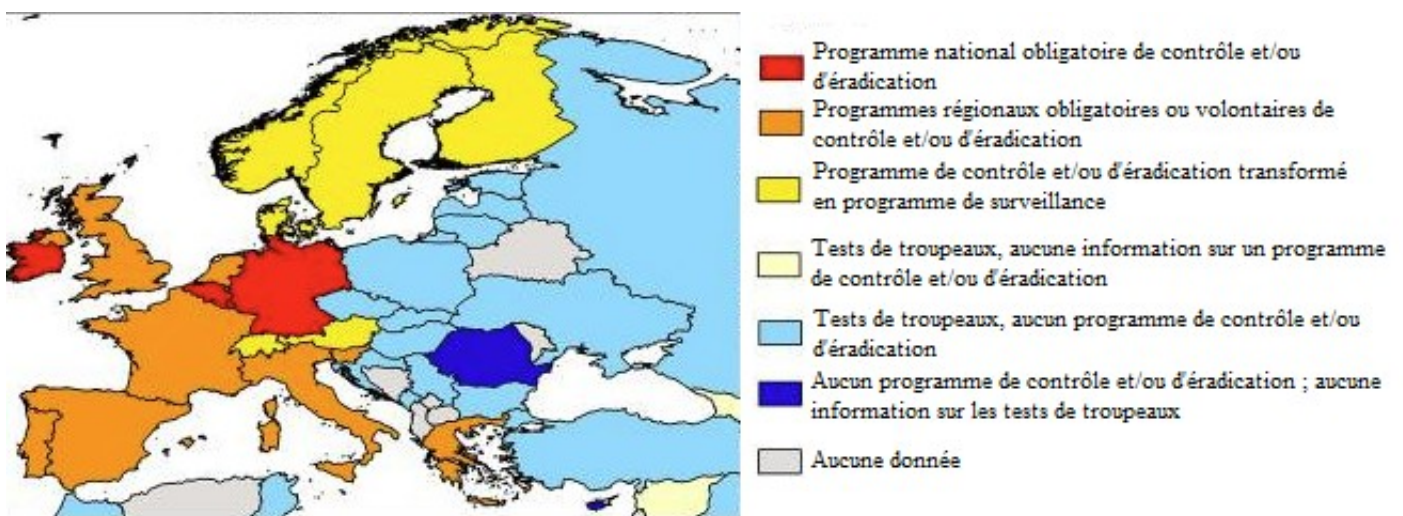 Programme national obligatoire de contrôle et/ou
d'éradication
Programmes régionaux obligatoires ou volontaires de
contrôle et/ou d'éradication
Programme de contrôle et/ou d'éradication transformé
en programme de surveillance
Tests de troupeaux, aucune information sur un programme
de contrôle et/ou d'éradication
Tests de troupeaux, aucun programme de contrôle et/ou
d'éradication
Aucun programme de contrôle et/ou d'éradication ; aucune
information sur les tests de troupeaux
Aucune donnée